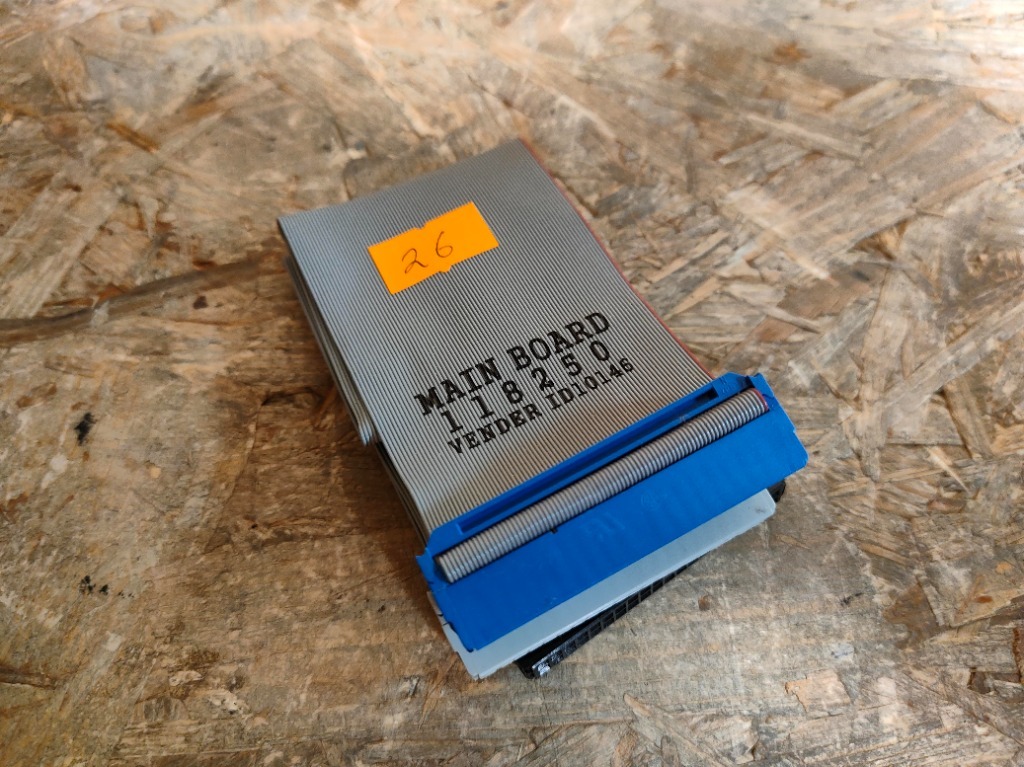 26
MAIN BOARD
118250
VENDER ID10146